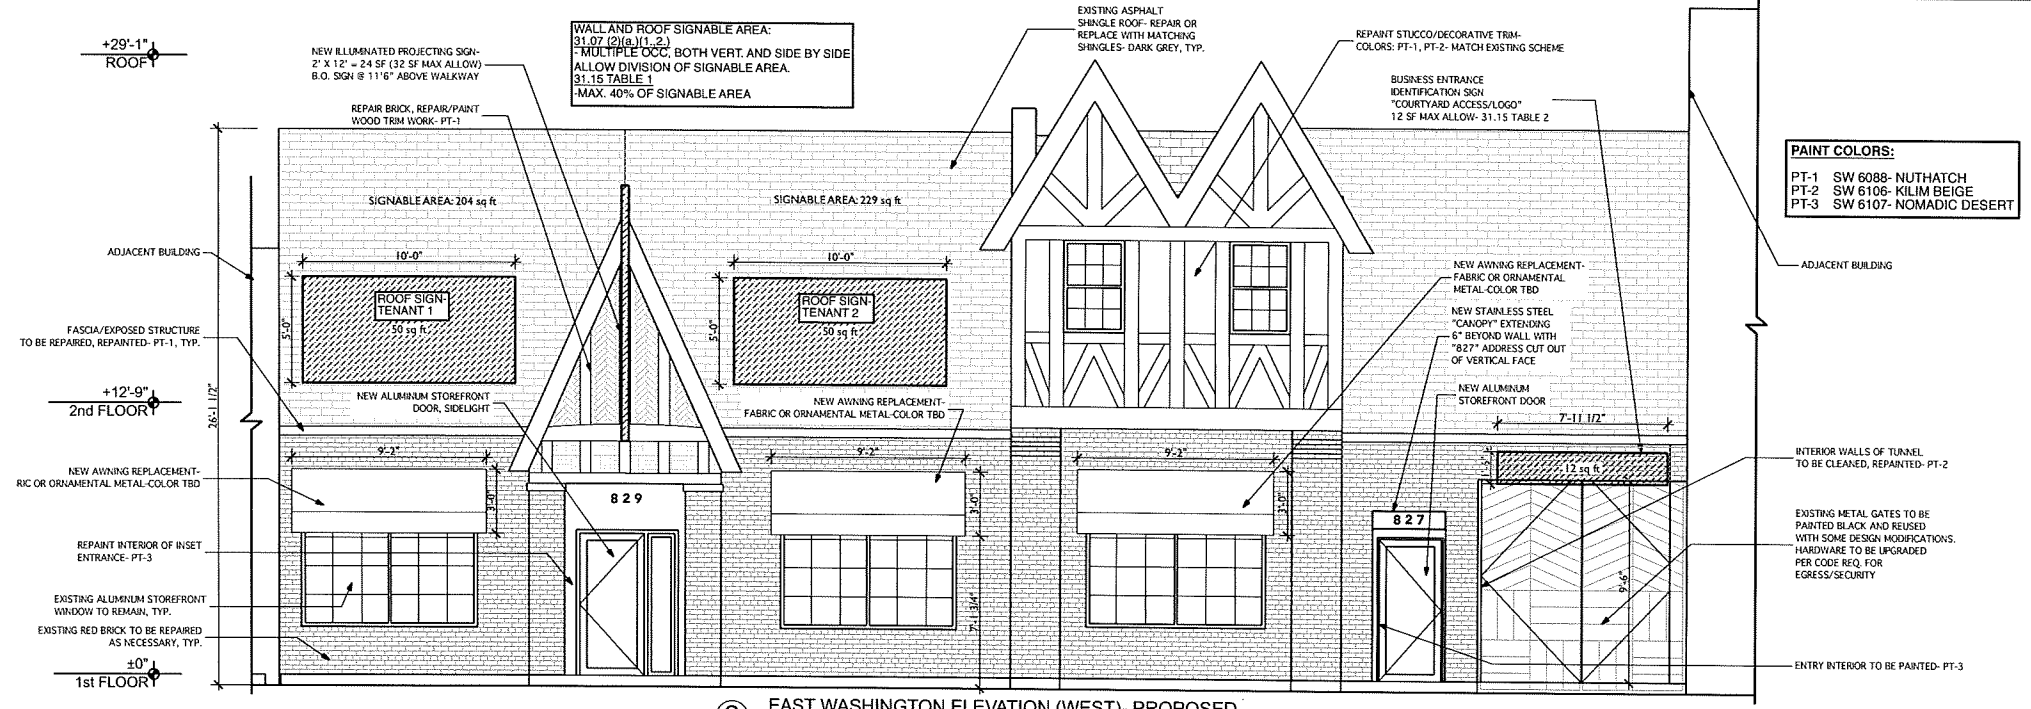 +29'-1"
ROOF
NEW ILLUMINATED PROJECTING SIGN-
2' X 12' = 24 SF (32 SF MAX ALLOW)
B.O. SIGN @ 11'6" ABOVE WALKWAY
REPAIR BRICK, REPAIR/PAINT
WOOD TRIM WORK- PT-1
WALL AND ROOF SIGNABLE AREA:
31.07 (2)(a.)(1.,2.)
- MULTIPLE OCC, BOTH VERT. AND SIDE BY SIDE
ALLOW DIVISION OF SIGNABLE AREA.
31.15 TABLE 1
-MAX. 40% OF SIGNABLE AREA
EXISTING ASPHALT
SHINGLE ROOF- REPAIR OR
REPLACE WITH MATCHING
SHINGLES- DARK GREY, TYP.
REPAINT STUCCO/DECORATIVE TRIM-
COLORS: PT-1, PT-2- MATCH EXISTING SCHEME
BUSINESS ENTRANCE
IDENTIFICATION SIGN
"COURTYARD ACCESS/LOGO"
12 SF MAX ALLOW- 31.15 TABLE 2
PAINT COLORS:
PT-1 SW 6088- NUTHATCH
PT-2 SW 6106- KILIM BEIGE
PT-3 SW 6107- NOMADIC DESERT
SIGNABLE AREA: 204 sq ft
SIGNABLE AREA: 229 sq ft
ADJACENT BUILDING
ADJACENT BUILDING
10'-0"
10'-0"
5'-0"
ROOF SIGN-
TENANT 1
50 sq ft
5'-0"
ROOF SIGN-
TENANT 2
50 sq ft
NEW AWNING REPLACEMENT-
FABRIC OR ORNAMENTAL
METAL-COLOR TBD
NEW STAINLESS STEEL
"CANOPY" EXTENDING
6" BEYOND WALL WITH
"827" ADDRESS CUT OUT
OF VERTICAL FACE
FASCIA/EXPOSED STRUCTURE
TO BE REPAIRED, REPAINTED- PT-1, TYP.
+12'-9"
2nd FLOOR
26'-1 1/2"
NEW ALUMINUM STOREFRONT
DOOR, SIDELIGHT
NEW AWNING REPLACEMENT-
FABRIC OR ORNAMENTAL METAL-COLOR TBD
NEW ALUMINUM
STOREFRONT DOOR
7'-11 1/2"
9'-2"
9'-2"
9'-2"
12 sq ft
INTERIOR WALLS OF TUNNEL
TO BE CLEANED, REPAINTED- PT-2
NEW AWNING REPLACEMENT-
RIC OR ORNAMENTAL METAL-COLOR TBD
3'-0"
829
3'-0"
3'-0"
827
EXISTING METAL GATES TO BE
PAINTED BLACK AND REUSED
WITH SOME DESIGN MODIFICATIONS.
HARDWARE TO BE UPGRADED
PER CODE REQ. FOR
EGRESS/SECURITY
REPAINT INTERIOR OF INSET
ENTRANCE- PT-3
EXISTING ALUMINUM STOREFRONT
WINDOW TO REMAIN, TYP.
7'-1 3/4"
9'-6"
EXISTING RED BRICK TO BE REPAIRED
AS NECESSARY, TYP.
±0"
1st FLOOR
ENTRY INTERIOR TO BE PAINTED- PT-3
EAST WASHINGTON ELEVATION (WEST)- PROPOSED